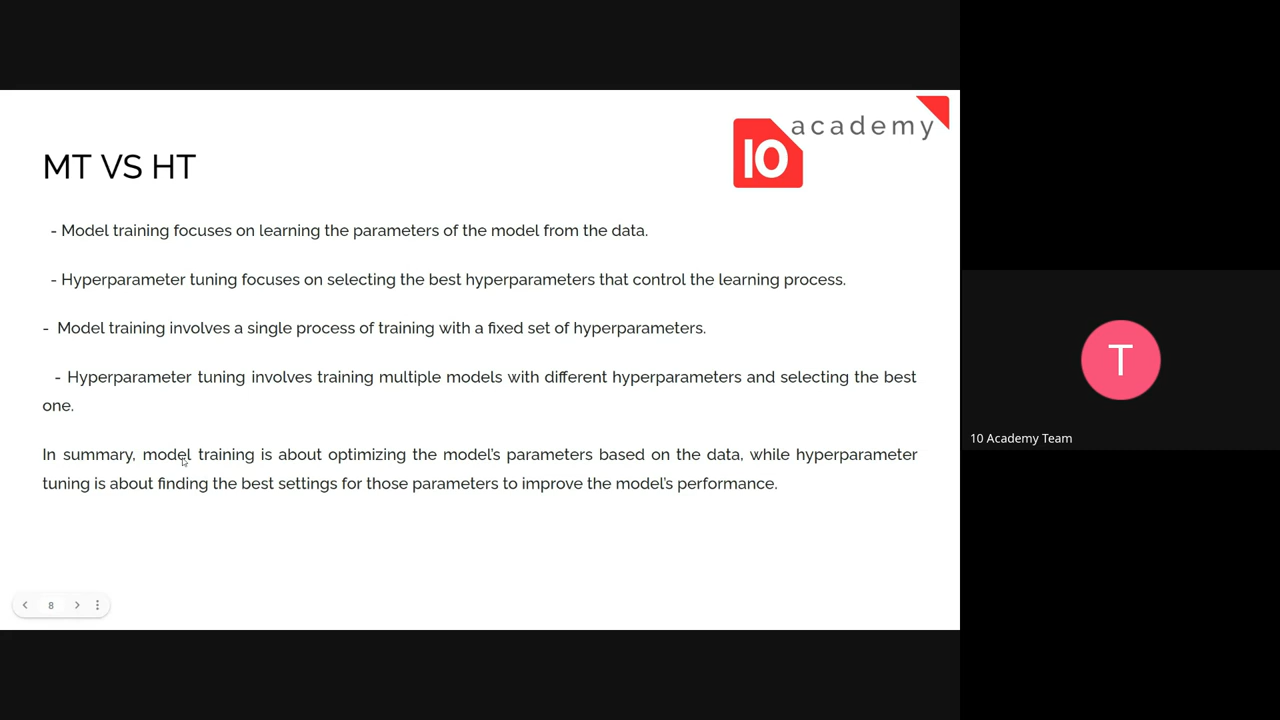 10 academy
MT VS HT
- Model training focuses on learning the parameters of the model from the data.
- Hyperparameter tuning focuses on selecting the best hyperparameters that control the learning process.
- Model training involves a single process of training with a fixed set of hyperparameters.
- Hyperparameter tuning involves training multiple models with different hyperparameters and selecting the best
one.
In summary, model training is about optimizing the model's parameters based on the data, while hyperparameter
tuning is about finding the best settings for those parameters to improve the model's performance.
8
T
10 Academy Team